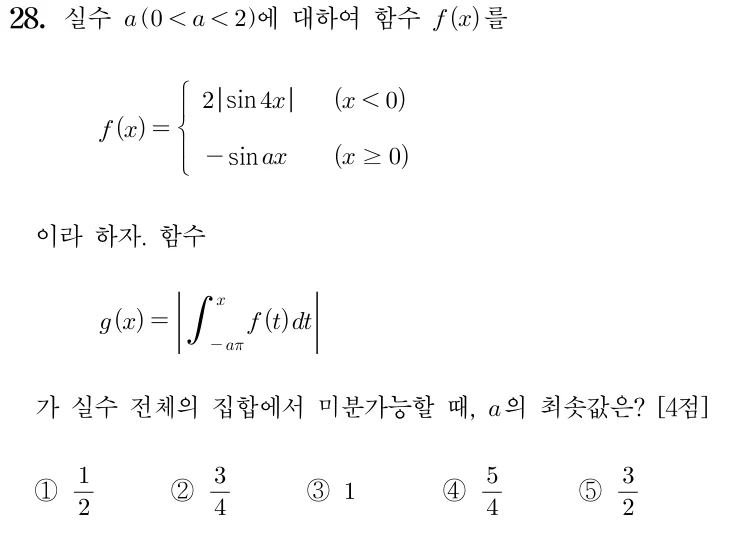 28. 실수 a(0<a<2)에 대하여 함수 f(x)를
f(x)={ 2|sin4x| (x<0)
-sin ax (x≥0)
이라 하자. 함수
g(x)=|∫_{-aπ}^{x} f(t)dt|
가 실수 전체의 집합에서 미분가능할 때, a의 최솟값은? [4점]
① 1/2 ② 3/4 ③ 1 ④ 5/4 ⑤ 3/2